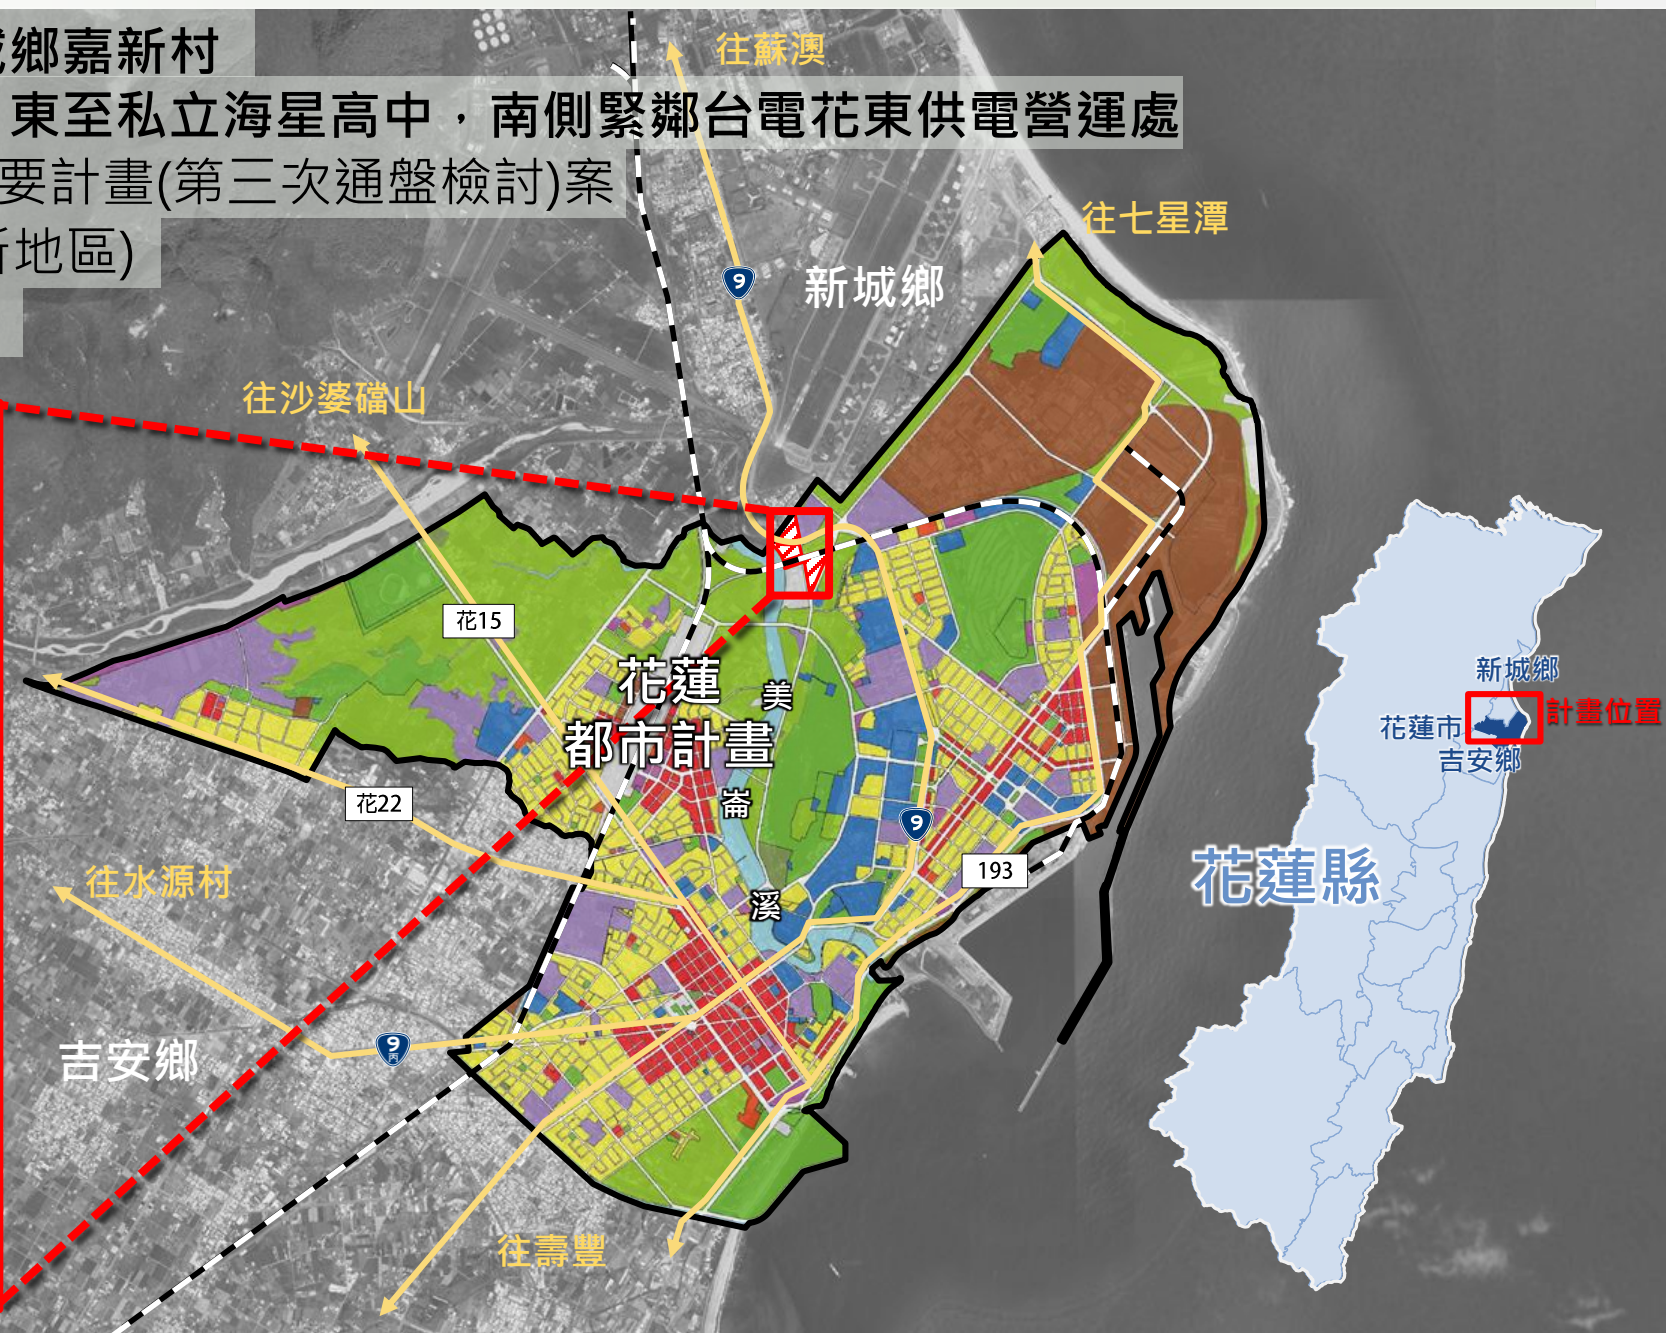 鄉嘉新村
東至私立海星高中，南側緊鄰台電花東供電營運處
要計畫(第三次通盤檢討)案
地區)
往蘇澳
往七星潭
9
新城鄉
往沙婆礑山
花15
花蓮
都市計畫
美
崙
溪
花22
9
193
往水源村
9
丙
吉安鄉
往壽豐
新城鄉
花蓮市
計畫位置
吉安鄉
花蓮縣